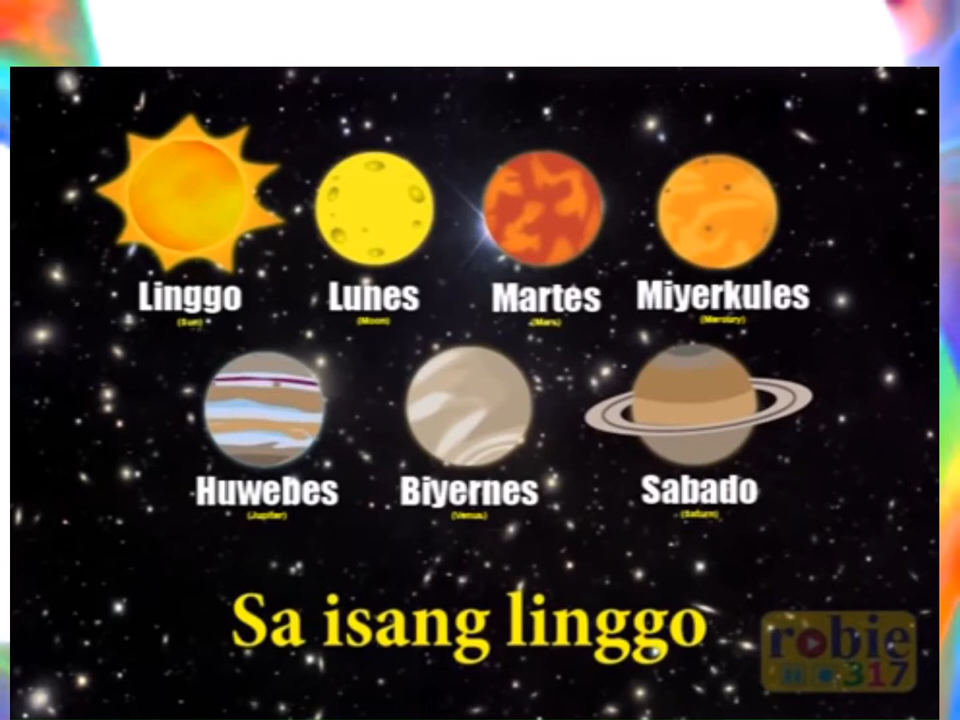 Linggo Lunes Martes Miyerkules
(Sun) (Moon) (Mars) (Mercury)
Huwebes Biyernes Sabado
(Jupiter) (Venus) (Saturn)
Sa isang linggo
robie
317